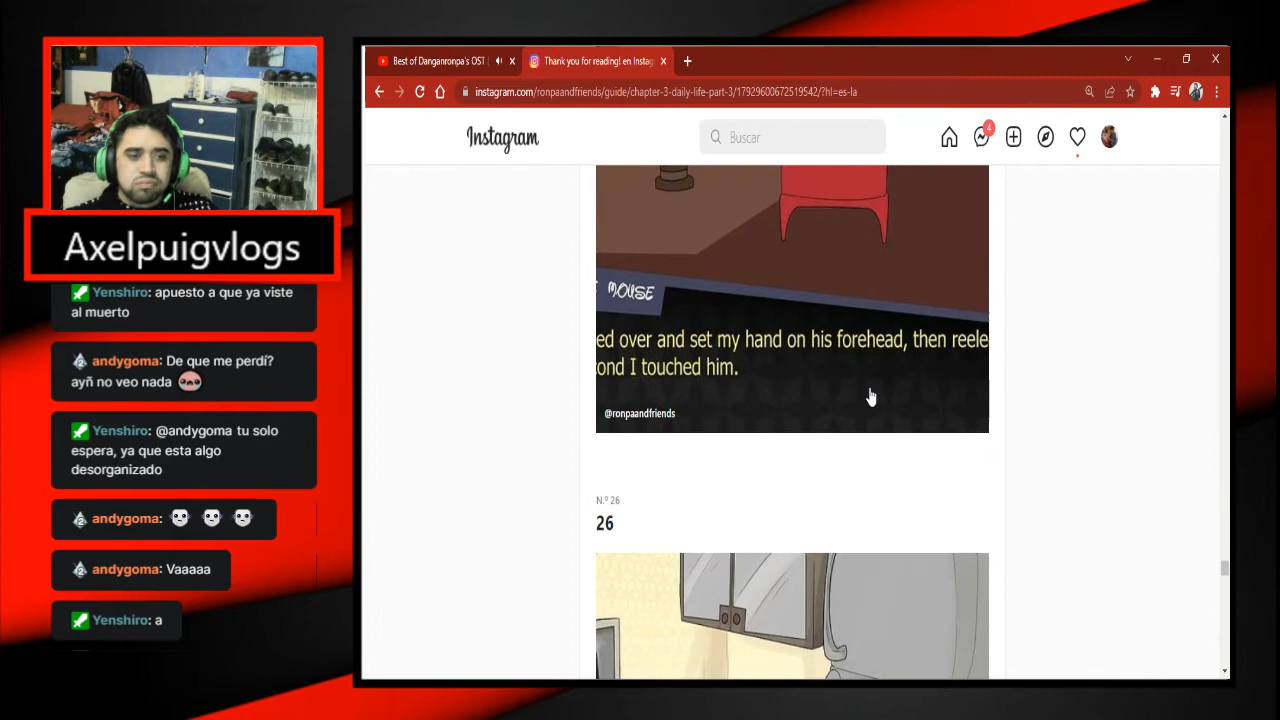 Best of Danganronpa's OST
Thank you for reading! en Instag
instagram.com/ronpaandfriends/guide/chapter-3-daily-life-part-3/17929600672519542/?hl=es-la
Instagram
Buscar
4
Axelpuigvlogs
Yenshiro: apuesto a que ya viste
al muerto
andygoma: De que me perdí?
ayñ no veo nada
Yenshiro: @andygoma tu solo
espera, ya que esta algo
desorganizado
andygoma:
andygoma: Vaaaaa
Yenshiro: a
E MOUSE
ed over and set my hand on his forehead, then reele
cond I touched him.
@ronpaandfriends
N.º 26
26